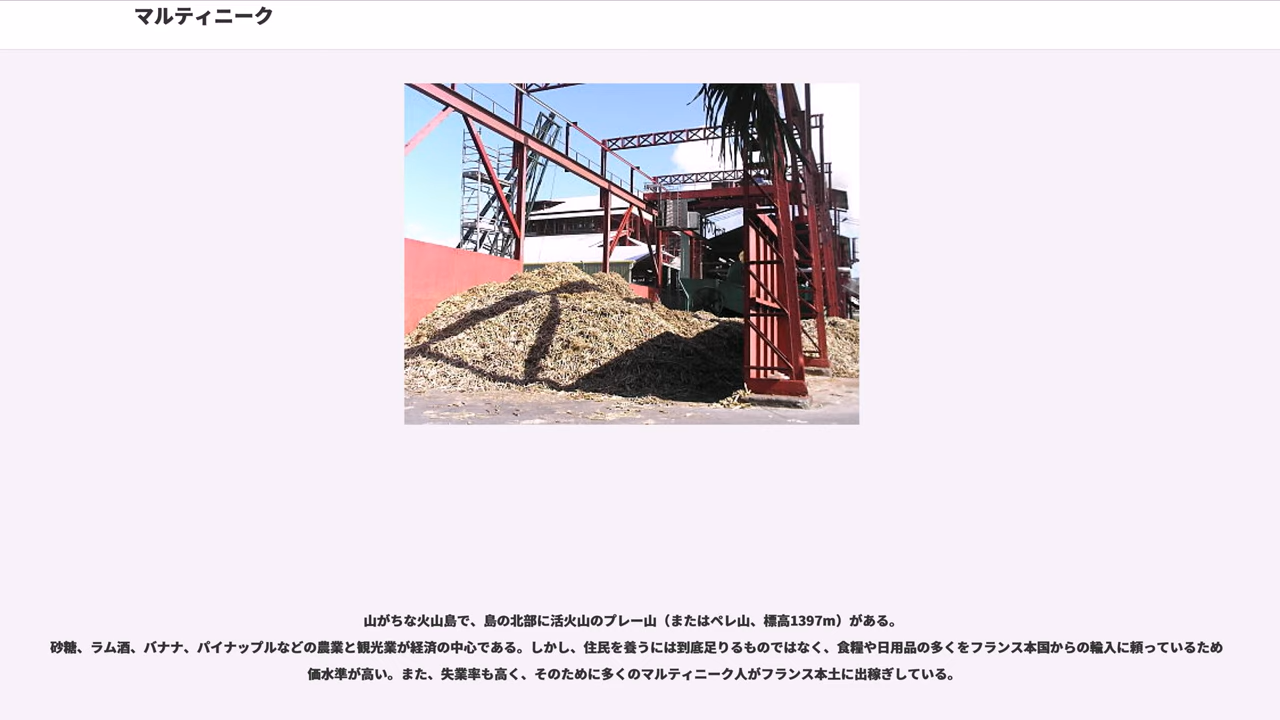 マルティニーク
山がちな火山島で、島の北部に活火山のプレー山（またはペレ山、標高1397m）がある。
砂糖、ラム酒、バナナ、パイナップルなどの農業と観光業が経済の中心である。しかし、住民を養うには到底足りるものではなく、食糧や日用品の多くをフランス本国からの輸入に頼っているため
価水準が高い。また、失業率も高く、そのために多くのマルティニーク人がフランス本土に出稼ぎしている。